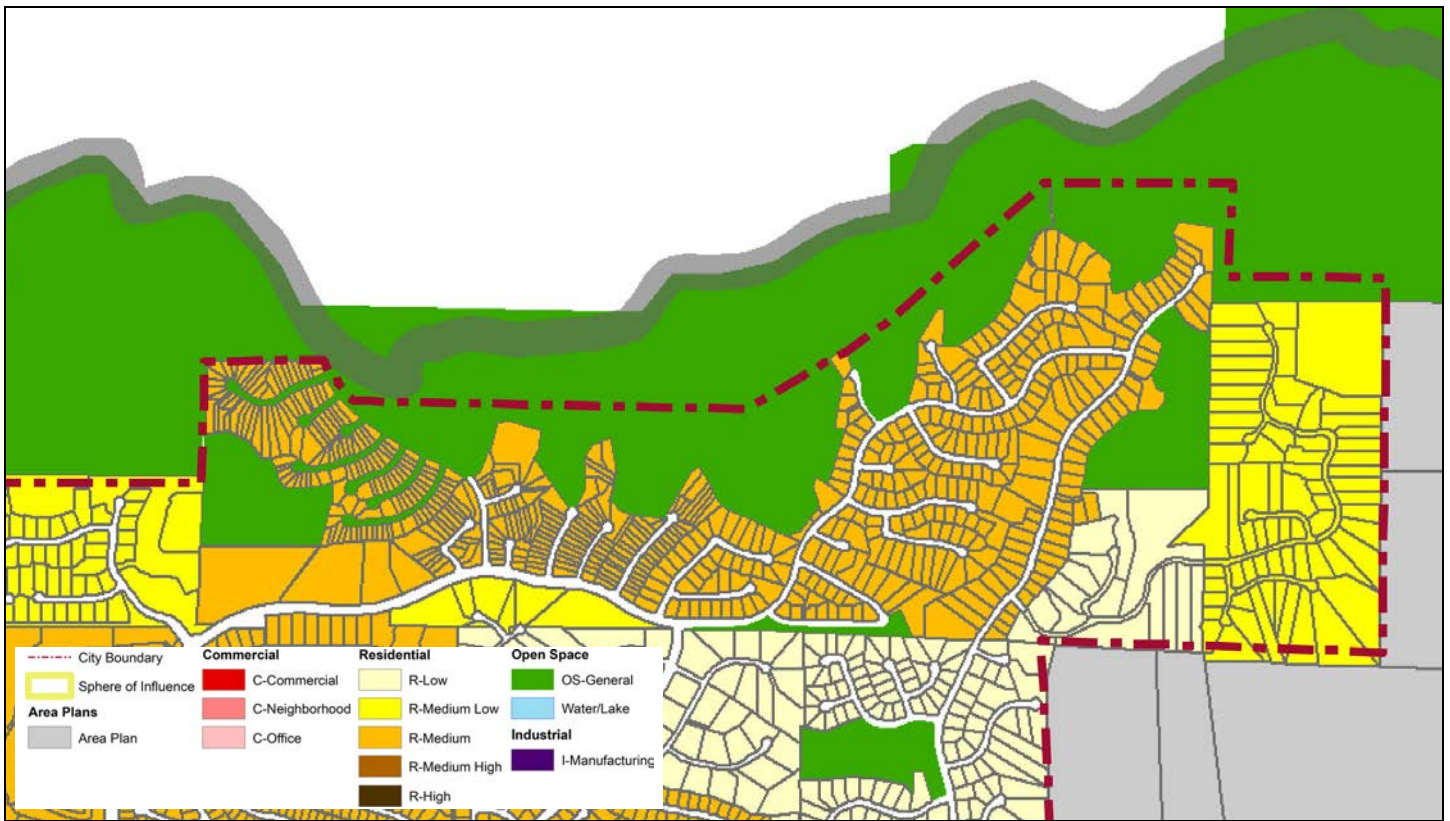 City Boundary
Sphere of Influence
Area Plans
Area Plan
Commercial
C-Commercial
C-Neighborhood
C-Office
Residential
R-Low
R-Medium Low
R-Medium
R-Medium High
R-High
Open Space
OS-General
Water/Lake
Industrial
I-Manufacturing